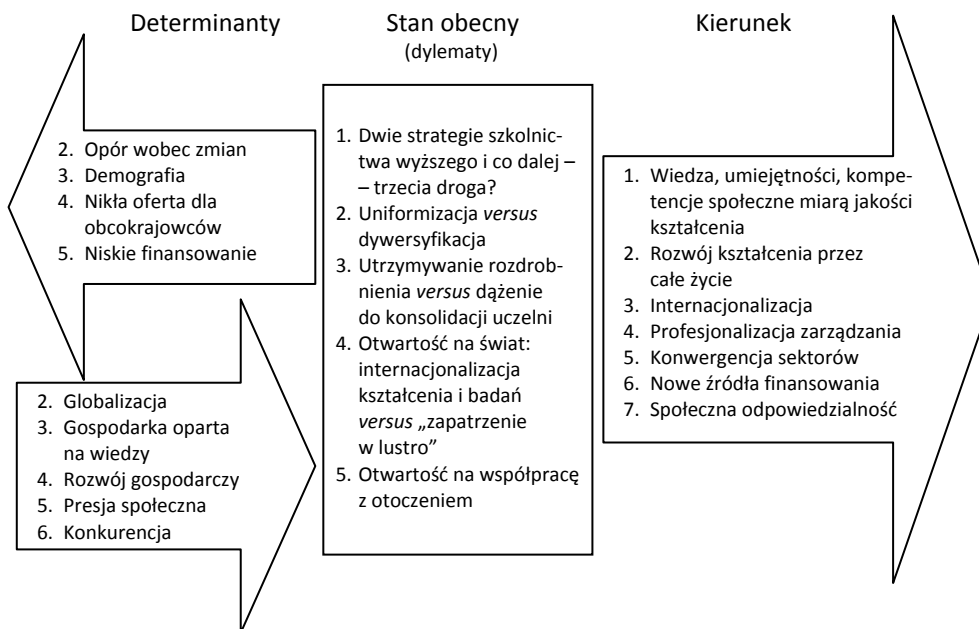 Determinanty
Stan obecny
(dylematy)
Kierunek
2. Opór wobec zmian
3. Demografia
4. Nikła oferta dla
obcokrajowców
5. Niskie finansowanie
2. Globalizacja
3. Gospodarka oparta
na wiedzy
4. Rozwój gospodarczy
5. Presja społeczna
6. Konkurencja
1. Dwie strategie szkolnic-
twa wyższego i co dalej –
– trzecia droga?
2. Uniformizacja versus
dywersyfikacja
3. Utrzymywanie rozdrob-
nienia versus dążenie
do konsolidacji uczelni
4. Otwartość na świat:
internacjonalizacja
kształcenia i badań
versus „zapatrzenie
w lustro”
5. Otwartość na współpracę
z otoczeniem
1. Wiedza, umiejętności, kompe-
tencje społeczne miarą jakości
kształcenia
2. Rozwój kształcenia przez
całe życie
3. Internacjonalizacja
4. Profesjonalizacja zarządzania
5. Konwergencja sektorów
6. Nowe źródła finansowania
7. Społeczna odpowiedzialność